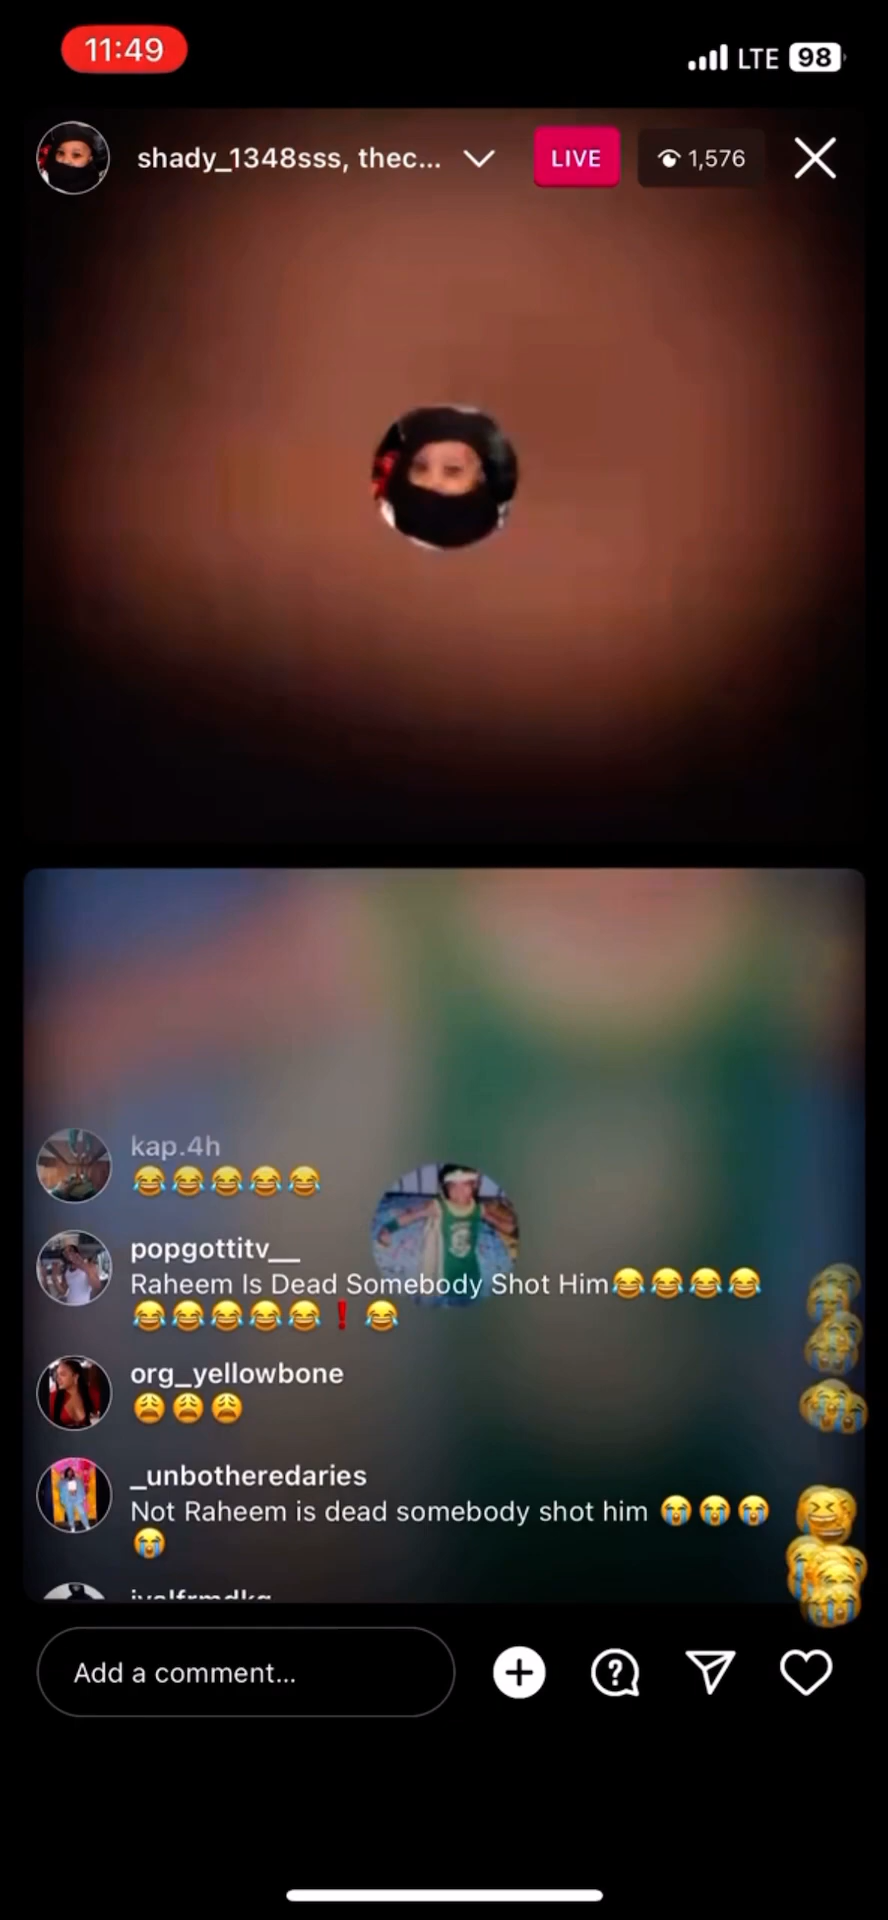 11:49
LTE 98
shady_1348sss, thec...
LIVE
1,576
kap.4h
😂😂😂😂😂
popgottitv__
Raheem Is Dead Somebody Shot Him😂😂😂😂
😂😂😂😂😂❗😂
org_yellowbone
😩😩😩
_unbotheredaries
Not Raheem is dead somebody shot him 😭😭😭
😭
Add a comment...